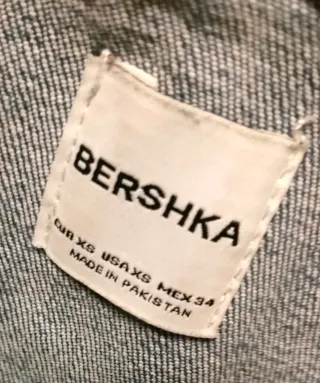 BERSHKA
EUR XS USA XS MEX 34
MADE IN PAKISTAN